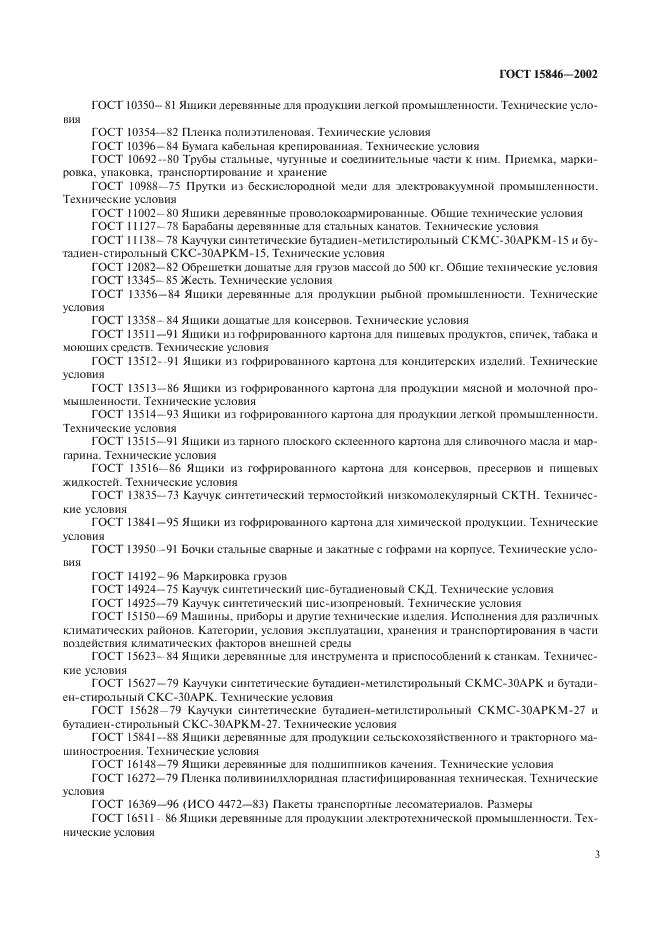 ГОСТ 15846—2002
ГОСТ 10350—81 Ящики деревянные для продукции легкой промышленности. Технические усло-
вия
ГОСТ 10354—82 Пленка полиэтиленовая. Технические условия
ГОСТ 10396—84 Бумага кабельная крепированная. Технические условия
ГОСТ 10692—80 Трубы стальные, чугунные и соединительные части к ним. Приемка, марки-
ровка, упаковка, транспортирование и хранение
ГОСТ 10988—75 Прутки из бескислородной меди для электровакуумной промышленности.
Технические условия
ГОСТ 11002—80 Ящики деревянные проволокоармированные. Общие технические условия
ГОСТ 11127—78 Барабаны деревянные для стальных канатов. Технические условия
ГОСТ 11138—78 Каучуки синтетические бутадиен-метилстирольный СКМС-30АРКМ-15 и бу-
тадиен-стирольный СКС-30АРКМ-15. Технические условия
ГОСТ 12082—82 Обрешетки дощатые для грузов массой до 500 кг. Общие технические условия
ГОСТ 13345—85 Жесть. Технические условия
ГОСТ 13356—84 Ящики деревянные для продукции рыбной промышленности. Технические
условия
ГОСТ 13358—84 Ящики дощатые для консервов. Технические условия
ГОСТ 13511—91 Ящики из гофрированного картона для пищевых продуктов, спичек, табака и
моющих средств. Технические условия
ГОСТ 13512—91 Ящики из гофрированного картона для кондитерских изделий. Технические
условия
ГОСТ 13513—86 Ящики из гофрированного картона для продукции мясной и молочной про-
мышленности. Технические условия
ГОСТ 13514—93 Ящики из гофрированного картона для продукции легкой промышленности.
Технические условия
ГОСТ 13515—91 Ящики из тарного плоского склеенного картона для сливочного масла и мар-
гарина. Технические условия
ГОСТ 13516—86 Ящики из гофрированного картона для консервов, пресервов и пищевых
жидкостей. Технические условия
ГОСТ 13835—73 Каучук синтетический термостойкий низкомолекулярный СКТН. Техничес-
кие условия
ГОСТ 13841—95 Ящики из гофрированного картона для химической продукции. Технические
условия
ГОСТ 13950—91 Бочки стальные сварные и закатные с гофрами на корпусе. Технические усло-
вия
ГОСТ 14192—96 Маркировка грузов
ГОСТ 14924—75 Каучук синтетический цис-бутадиеновый СКД. Технические условия
ГОСТ 14925—79 Каучук синтетический цис-изопреновый. Технические условия
ГОСТ 15150—69 Машины, приборы и другие технические изделия. Исполнения для различных
климатических районов. Категории, условия эксплуатации, хранения и транспортирования в части
воздействия климатических факторов внешней среды
ГОСТ 15623—84 Ящики деревянные для инструмента и приспособлений к станкам. Техничес-
кие условия
ГОСТ 15627—79 Каучуки синтетические бутадиен-метилстирольный СКМС-30АРК и бутади-
ен-стирольный СКС-30АРК. Технические условия
ГОСТ 15628—79 Каучуки синтетические бутадиен-метилстирольный СКМС-30АРКМ-27 и
бутадиен-стирольный СКС-30АРКМ-27. Технические условия
ГОСТ 15841—88 Ящики деревянные для продукции сельскохозяйственного и тракторного ма-
шиностроения. Технические условия
ГОСТ 16148—79 Ящики деревянные для подшипников качения. Технические условия
ГОСТ 16272—79 Пленка поливинилхлоридная пластифицированная техническая. Технические
условия
ГОСТ 16369—96 (ИСО 4472—83) Пакеты транспортные лесоматериалов. Размеры
ГОСТ 16511—86 Ящики деревянные для продукции электротехнической промышленности. Тех-
нические условия
3